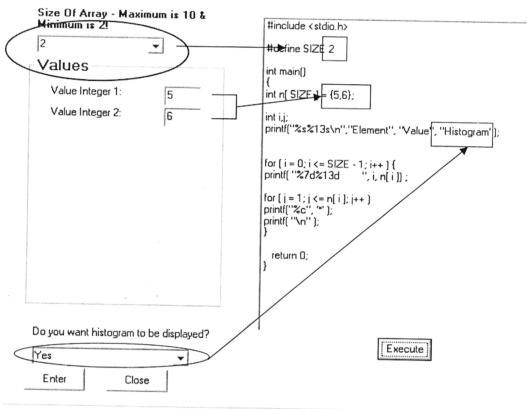 Size Of Array - Maximum is 10 &
Minimum is 2!
2
Values
Value Integer 1: 5
Value Integer 2: 6
Do you want histogram to be displayed?
Yes
Enter
Close
#include <stdio.h>
#define SIZE 2
int main()
{
int n[ SIZE ] = {5,6};
int i,j;
printf("%s%13s\n","Element", "Value", "Histogram");
for ( i = 0; i <= SIZE - 1; i++ ) {
printf( "%7d%13d ", i, n[ i ]) ;
for ( j = 1; j <= n[ i ]; j++ )
printf("%c", '*' );
printf( "\n" );
}
return 0;
}
Execute